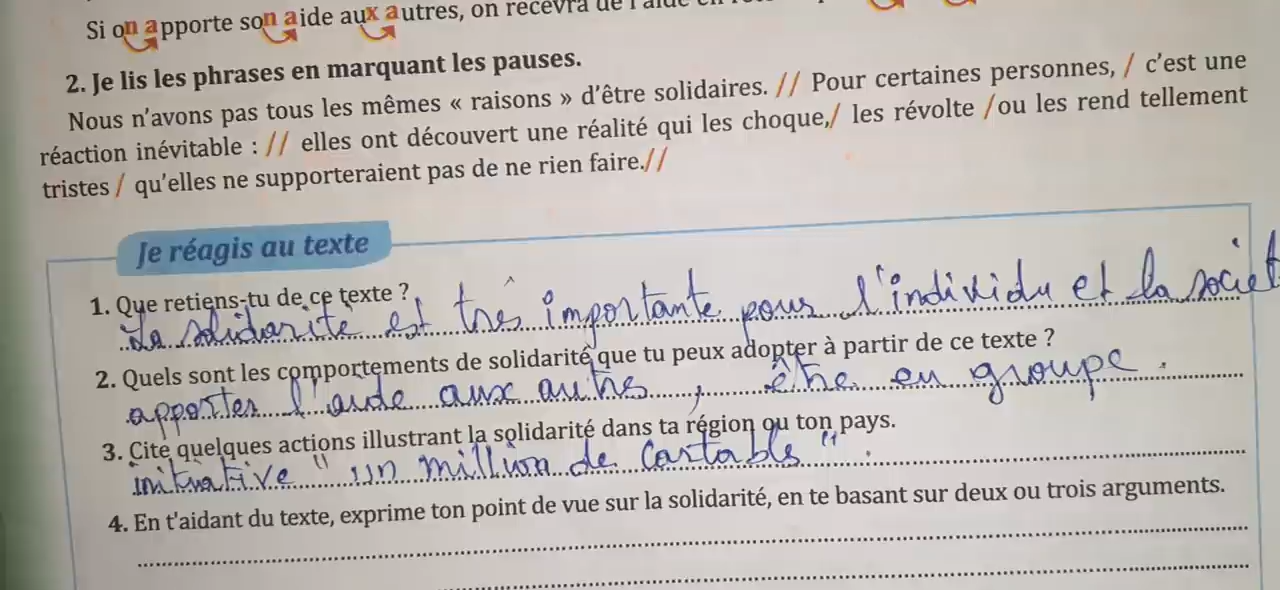 Si on apporte son aide aux autres, on recevra de l'aide en
2. Je lis les phrases en marquant les pauses.
Nous n'avons pas tous les mêmes « raisons » d'être solidaires. // Pour certaines personnes, / c'est une
réaction inévitable : // elles ont découvert une réalité qui les choque,/ les révolte /ou les rend tellement
tristes / qu'elles ne supporteraient pas de ne rien faire.//
Je réagis au texte
1. Que retiens-tu de ce texte ?
La solidarité est três importante pour l'individu et la societ
2. Quels sont les comportements de solidarité que tu peux adopter à partir de ce texte ?
apporter l'aide aux autres, être en groupe.
3. Cite quelques actions illustrant la solidarité dans ta région ou ton pays.
initiative "un million de cartables".
4. En t'aidant du texte, exprime ton point de vue sur la solidarité, en te basant sur deux ou trois arguments.